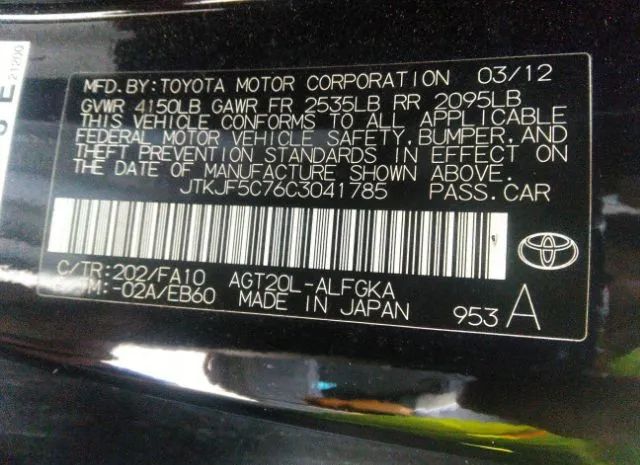 MFD.BY:TOYOTA MOTOR CORPORATION 03/12
GVWR 4150LB GAWR FR 2535LB RR 2095LB
THIS VEHICLE CONFORMS TO ALL APPLICABLE
FEDERAL MOTOR VEHICLE SAFETY, BUMPER, AND
THEFT PREVENTION STANDARDS IN EFFECT ON
THE DATE OF MANUFACTURE SHOWN ABOVE.
JTKJF5C76C3041785 PASS.CAR
C/TR:202/FA10 AGT20L-ALFGKA
-02A/EB60 MADE IN JAPAN
953 A
TOYOTA